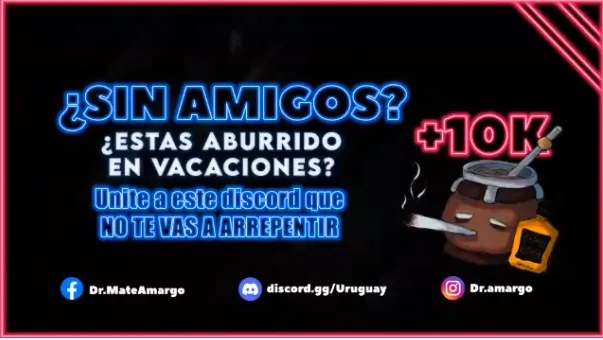 ¿SIN AMIGOS?
¿ESTAS ABURRIDO
EN VACACIONES?
Unite a este discord que
NO TE VAS A ARREPENTIR
+10K
Dr.MateAmargo
discord.gg/Uruguay
Dr.amargo